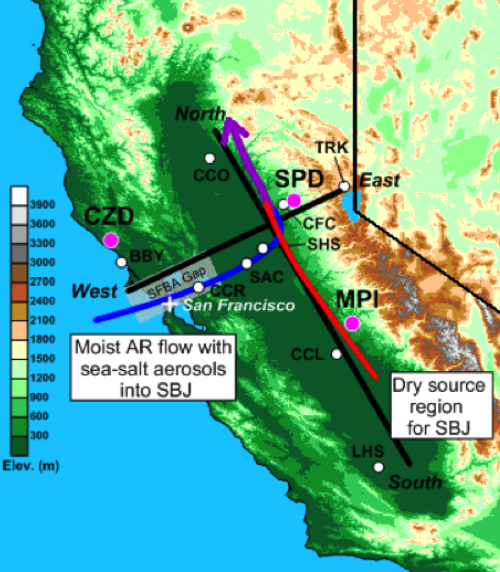 North
TRK
CCO
SPD
East
CZD
CFC
SHS
BBY
SAC
SFBA Gap
West
CCR
San Francisco
MPI
Moist AR flow with
sea-salt aerosols
into SBJ
CCL
Dry source
region
for SBJ
LHS
South
3900
3600
3300
3000
2700
2400
2100
1800
1500
1200
900
600
300
Elev. (m)